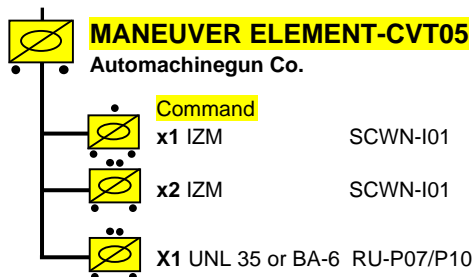 MANEUVER ELEMENT-CVT05
Automachinegun Co.
Command
x1 IZM SCWN-I01
x2 IZM SCWN-I01
X1 UNL 35 or BA-6 RU-P07/P10